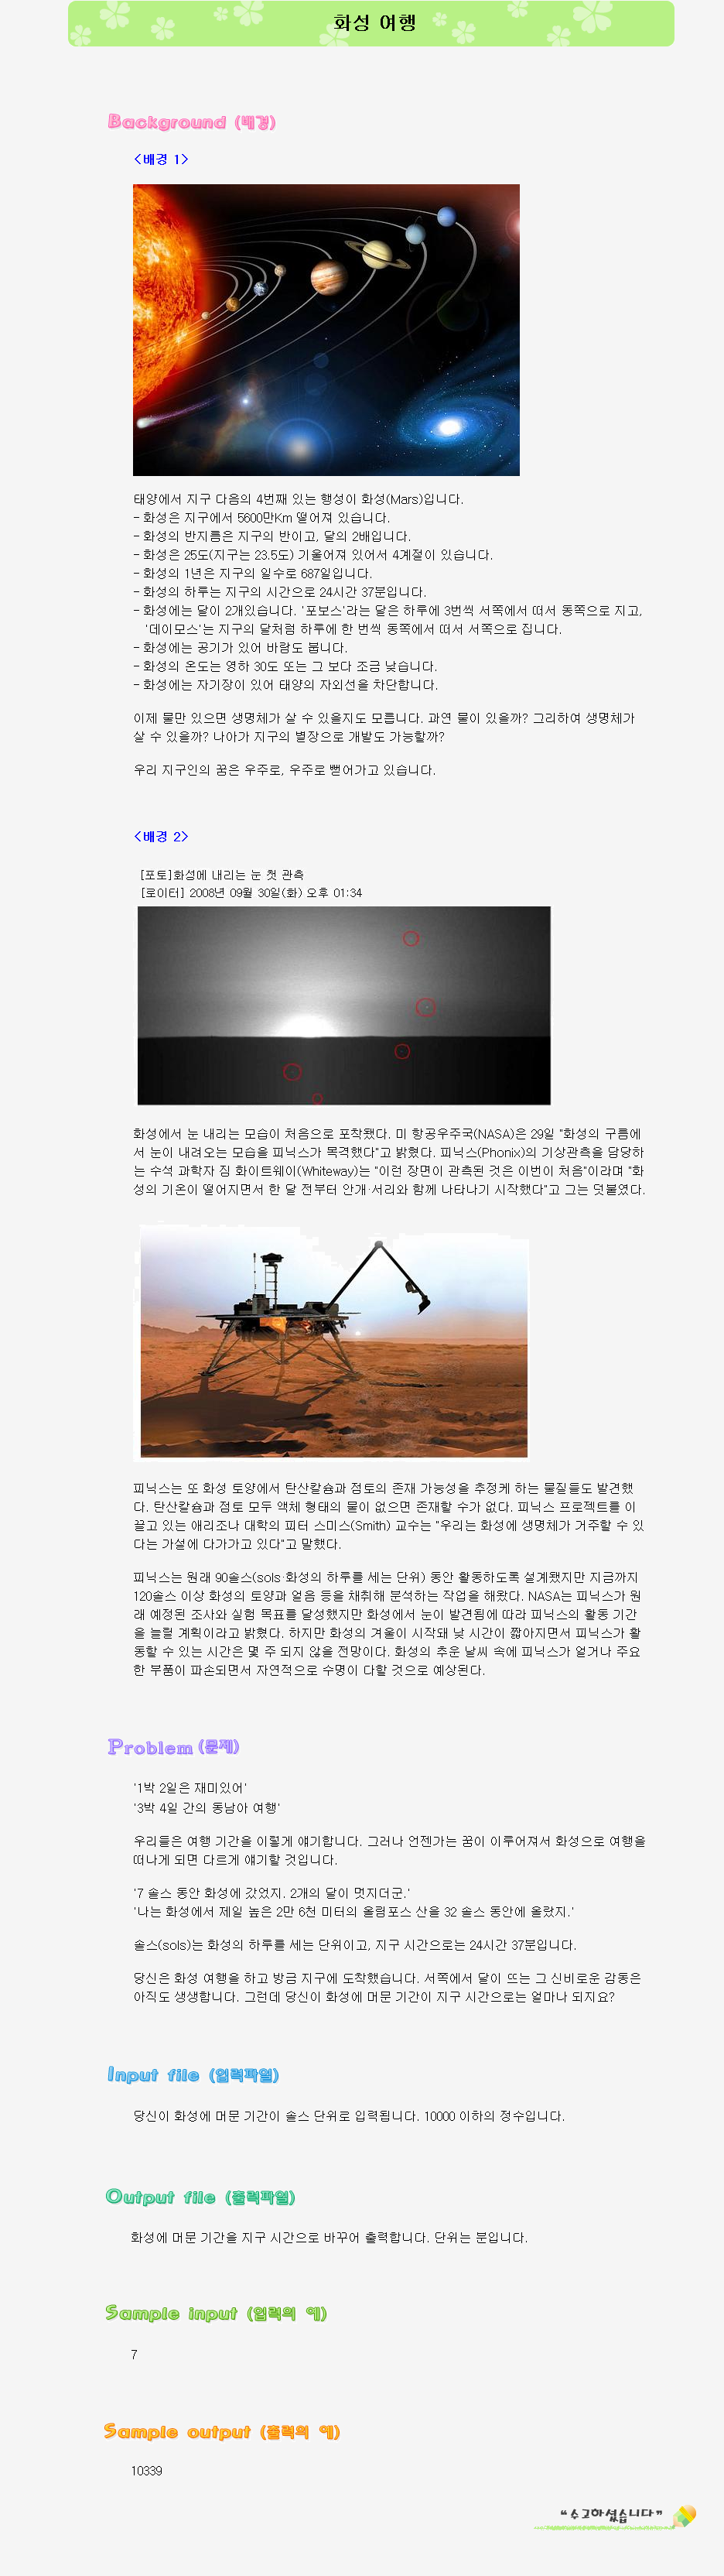 화성 여행
Background (배경)
<배경 1>
태양에서 지구 다음의 4번째 있는 행성이 화성(Mars)입니다.
- 화성은 지구에서 5600만Km 떨어져 있습니다.
- 화성의 반지름은 지구의 반이고, 달의 2배입니다.
- 화성은 25도(지구는 23.5도) 기울어져 있어서 4계절이 있습니다.
- 화성의 1년은 지구의 일수로 687일입니다.
- 화성의 하루는 지구의 시간으로 24시간 37분입니다.
- 화성에는 달이 2개있습니다. '포보스'라는 달은 하루에 3번씩 서쪽에서 떠서 동쪽으로 지고,
'데이모스'는 지구의 달처럼 하루에 한 번씩 동쪽에서 떠서 서쪽으로 집니다.
- 화성에는 공기가 있어 바람도 붑니다.
- 화성의 온도는 영하 30도 또는 그 보다 조금 낮습니다.
- 화성에는 자기장이 있어 태양의 자외선을 차단합니다.
이제 물만 있으면 생명체가 살 수 있을지도 모릅니다. 과연 물이 있을까? 그리하여 생명체가
살 수 있을까? 나아가 지구의 별장으로 개발도 가능할까?
우리 지구인의 꿈은 우주로, 우주로 뻗어가고 있습니다.
<배경 2>
[포토]화성에 내리는 눈 첫 관측
[로이터] 2008년 09월 30일(화) 오후 01:34
화성에서 눈 내리는 모습이 처음으로 포착됐다. 미 항공우주국(NASA)은 29일 "화성의 구름에
서 눈이 내려오는 모습을 피닉스가 목격했다"고 밝혔다. 피닉스(Phonix)의 기상관측을 담당하
는 수석 과학자 짐 화이트웨이(Whiteway)는 "이런 장면이 관측된 것은 이번이 처음"이라며 "화
성의 기온이 떨어지면서 한 달 전부터 안개·서리와 함께 나타나기 시작했다"고 그는 덧붙였다.
피닉스는 또 화성 토양에서 탄산칼슘과 점토의 존재 가능성을 추정케 하는 물질들도 발견했
다. 탄산칼슘과 점토 모두 액체 형태의 물이 없으면 존재할 수가 없다. 피닉스 프로젝트를 이
끌고 있는 애리조나 대학의 피터 스미스(Smith) 교수는 "우리는 화성에 생명체가 거주할 수 있
다는 가설에 다가가고 있다"고 말했다.
피닉스는 원래 90솔스(sols·화성의 하루를 세는 단위) 동안 활동하도록 설계됐지만 지금까지
120솔스 이상 화성의 토양과 얼음 등을 채취해 분석하는 작업을 해왔다. NASA는 피닉스가 원
래 예정된 조사와 실험 목표를 달성했지만 화성에서 눈이 발견됨에 따라 피닉스의 활동 기간
을 늘릴 계획이라고 밝혔다. 하지만 화성의 겨울이 시작돼 낮 시간이 짧아지면서 피닉스가 활
동할 수 있는 시간은 몇 주 되지 않을 전망이다. 화성의 추운 날씨 속에 피닉스가 얼거나 주요
한 부품이 파손되면서 자연적으로 수명이 다할 것으로 예상된다.
Problem (문제)
'1박 2일은 재미있어'
'3박 4일 간의 동남아 여행'
우리들은 여행 기간을 이렇게 얘기합니다. 그러나 언젠가는 꿈이 이루어져서 화성으로 여행을
떠나게 되면 다르게 얘기할 것입니다.
'7 솔스 동안 화성에 갔었지. 2개의 달이 멋지더군.'
'나는 화성에서 제일 높은 2만 6천 미터의 올림포스 산을 32 솔스 동안에 올랐지.'
솔스(sols)는 화성의 하루를 세는 단위이고, 지구 시간으로는 24시간 37분입니다.
당신은 화성 여행을 하고 방금 지구에 도착했습니다. 서쪽에서 달이 뜨는 그 신비로운 감동은
아직도 생생합니다. 그런데 당신이 화성에 머문 기간이 지구 시간으로는 얼마나 되지요?
Input file (입력파일)
당신이 화성에 머문 기간이 솔스 단위로 입력됩니다. 10000 이하의 정수입니다.
Output file (출력파일)
화성에 머문 기간을 지구 시간으로 바꾸어 출력합니다. 단위는 분입니다.
Sample input (입력의 예)
7
Sample output (출력의 예)
10339
"수고하셨습니다"